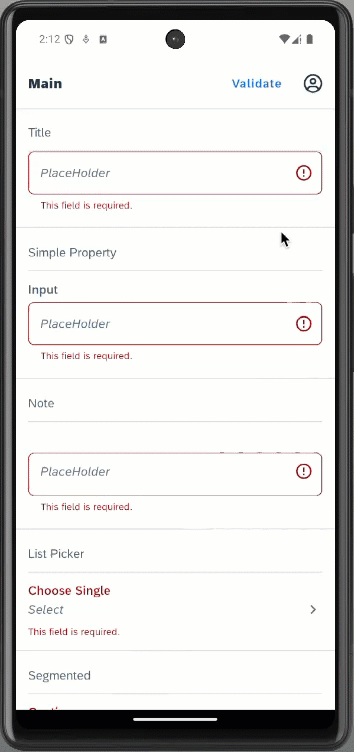 2:12
Main
Validate
Title
PlaceHolder
This field is required.
Simple Property
Input
PlaceHolder
This field is required.
Note
PlaceHolder
This field is required.
List Picker
Choose Single
Select
This field is required.
Segmented